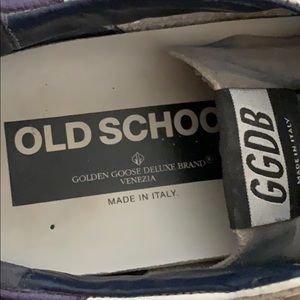 OLD SCHOO
GOLDEN GOOSE DELUXE BRAND®
VENEZIA
MADE IN ITALY.
GGDB
MADE IN ITALY